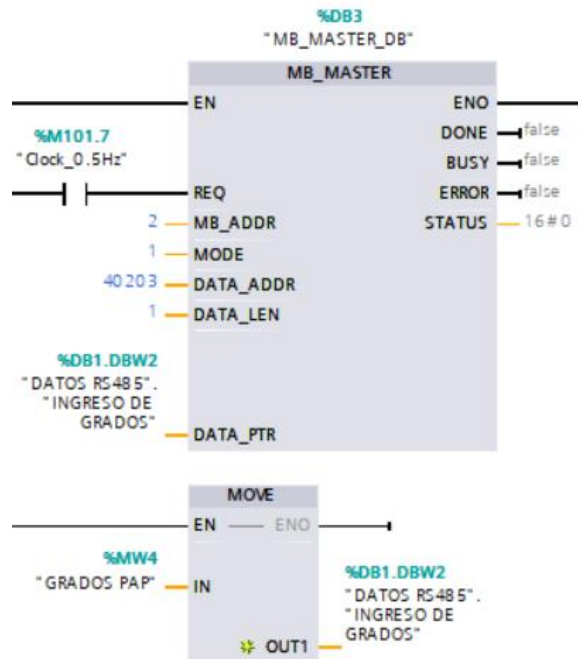 %DB3
"MB_MASTER_DB"
MB_MASTER
EN
ENO
%M101.7
"Clock_0.5Hz"
DONE
false
BUSY
false
REQ
ERROR
false
2
MB_ADDR
STATUS
16#0
1
MODE
40203
DATA_ADDR
1
DATA_LEN
%DB1.DBW2
"DATOS RS485".
"INGRESO DE
GRADOS"
DATA_PTR
MOVE
EN
ENO
%MW4
"GRADOS PAP"
IN
%DB1.DBW2
"DATOS RS485".
"INGRESO DE
GRADOS"
OUT1